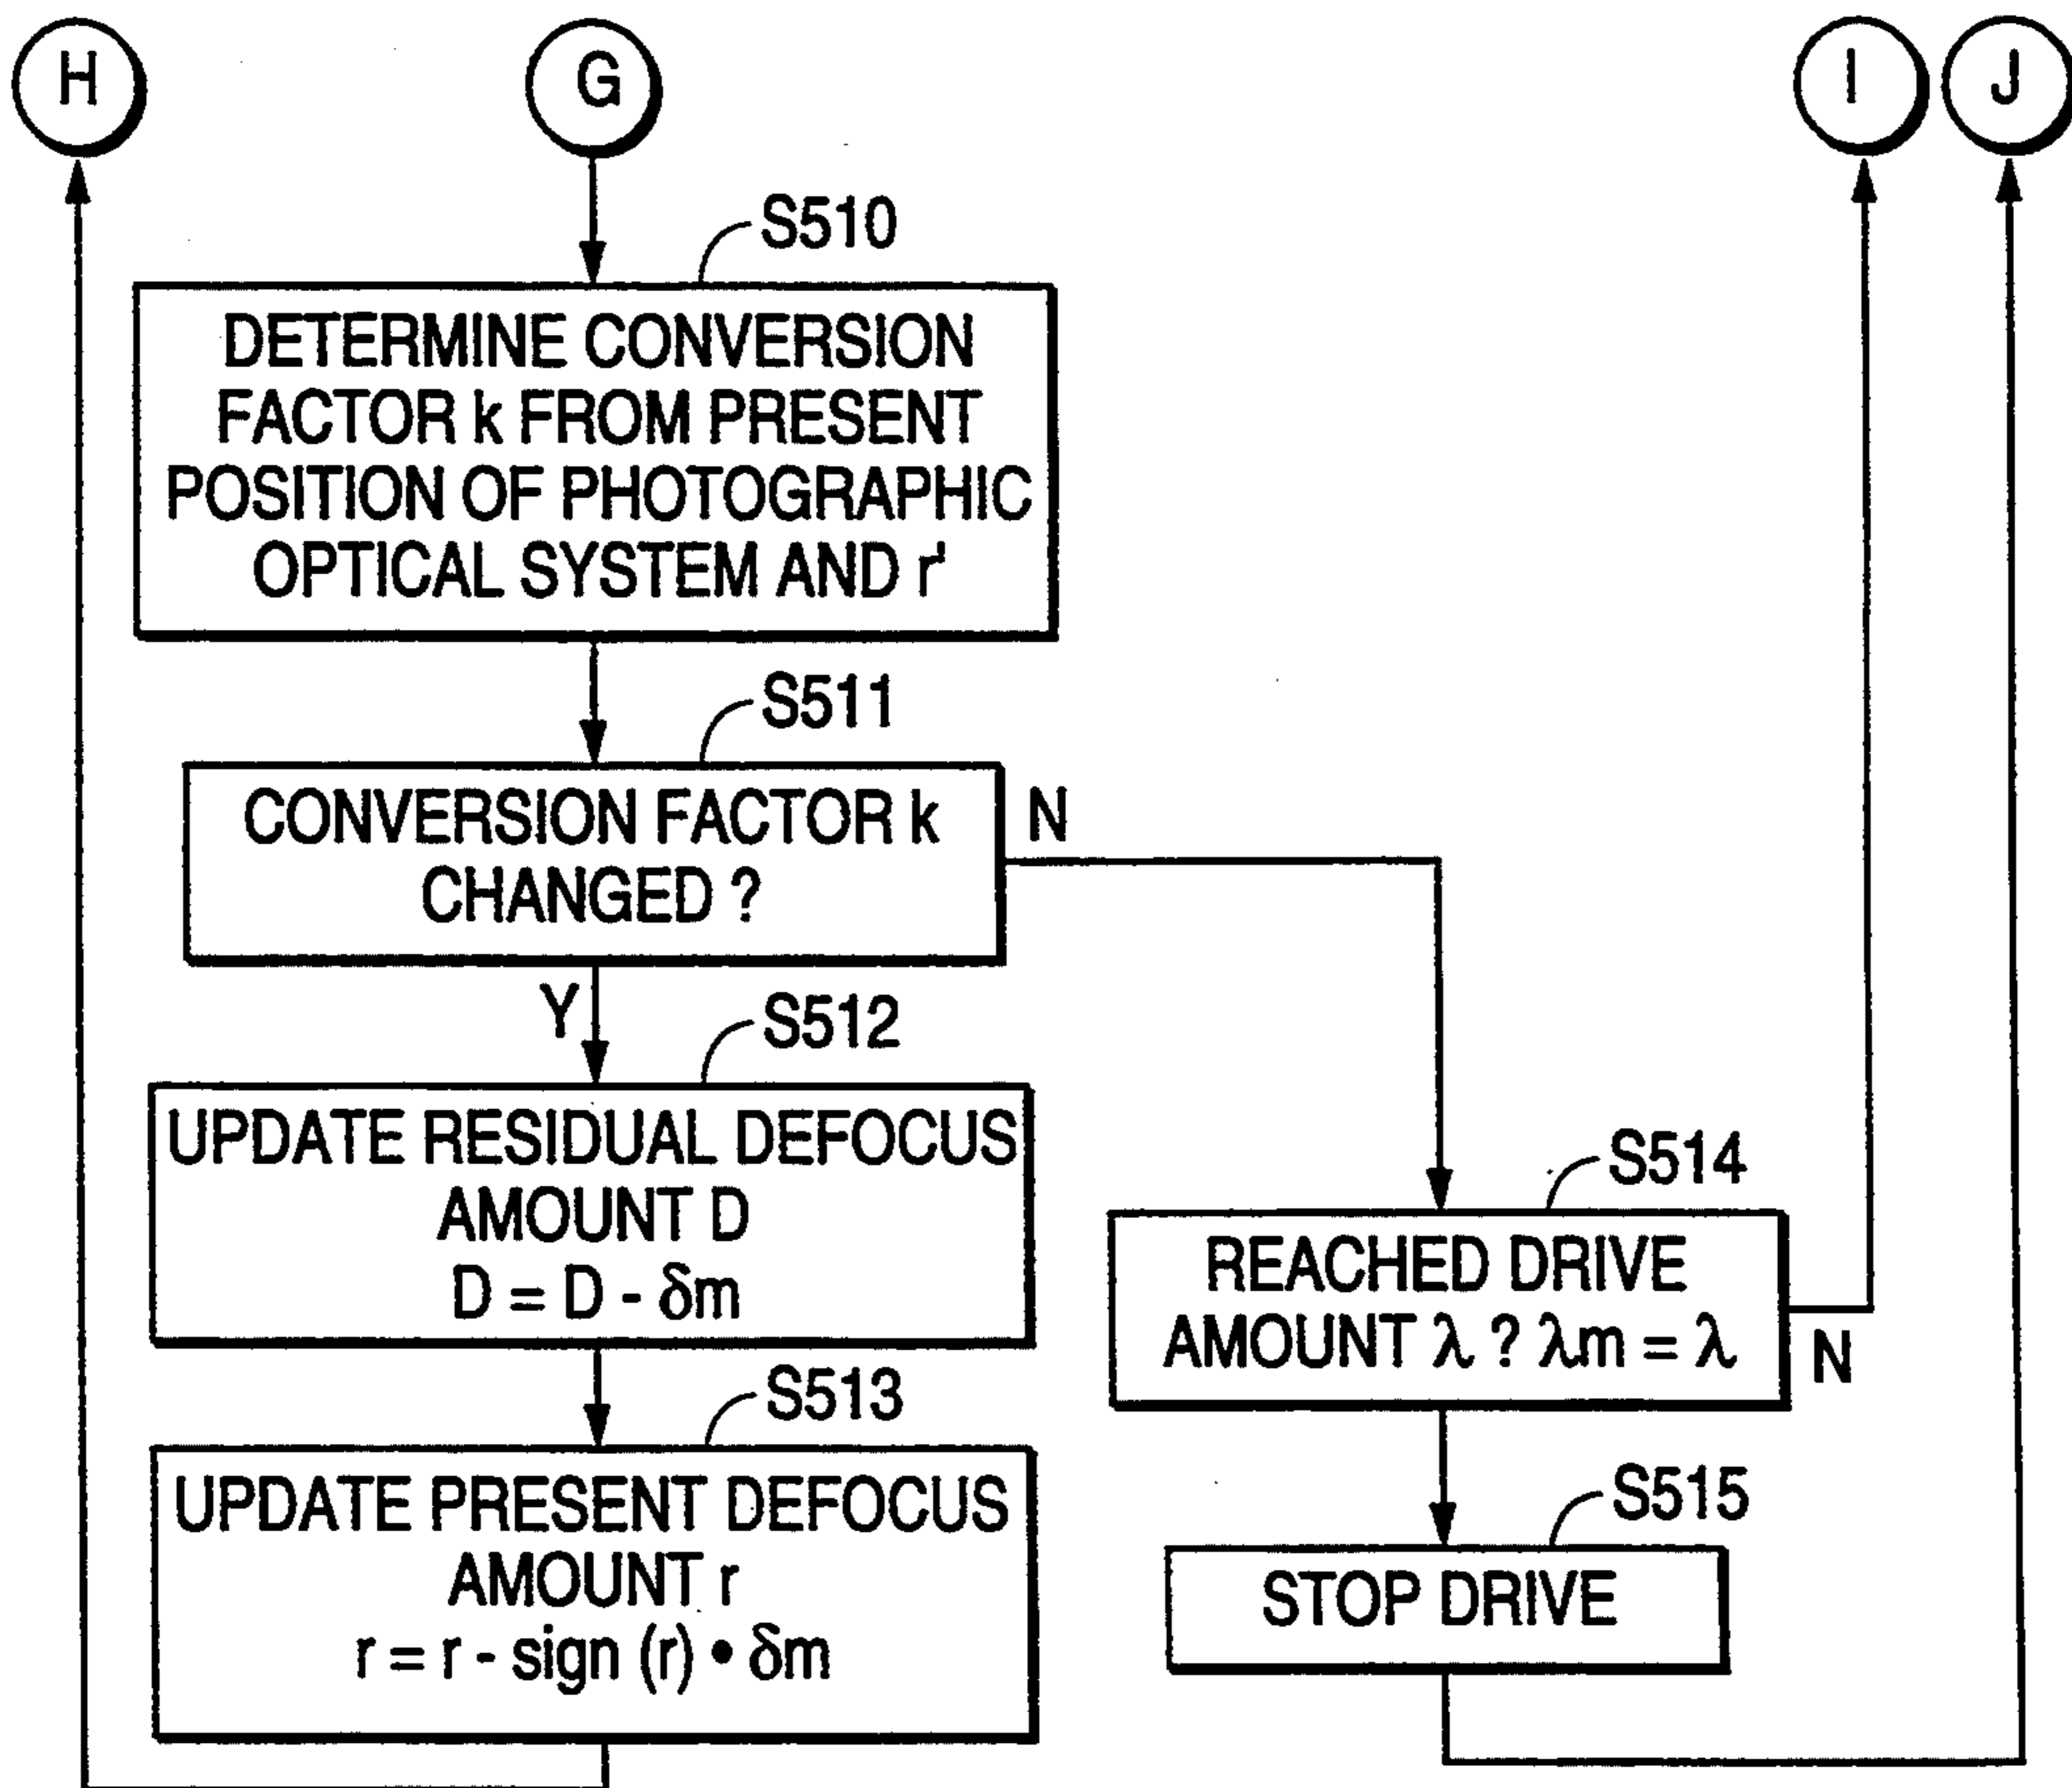 H
G
I
J
S510
DETERMINE CONVERSION
FACTOR k FROM PRESENT
POSITION OF PHOTOGRAPHIC
OPTICAL SYSTEM AND r'
S511
CONVERSION FACTOR k
CHANGED ?
N
Y
S512
UPDATE RESIDUAL DEFOCUS
AMOUNT D
D = D - δm
S513
UPDATE PRESENT DEFOCUS
AMOUNT r
r = r - sign (r) • δm
S514
REACHED DRIVE
AMOUNT λ ? λm = λ
N
S515
STOP DRIVE